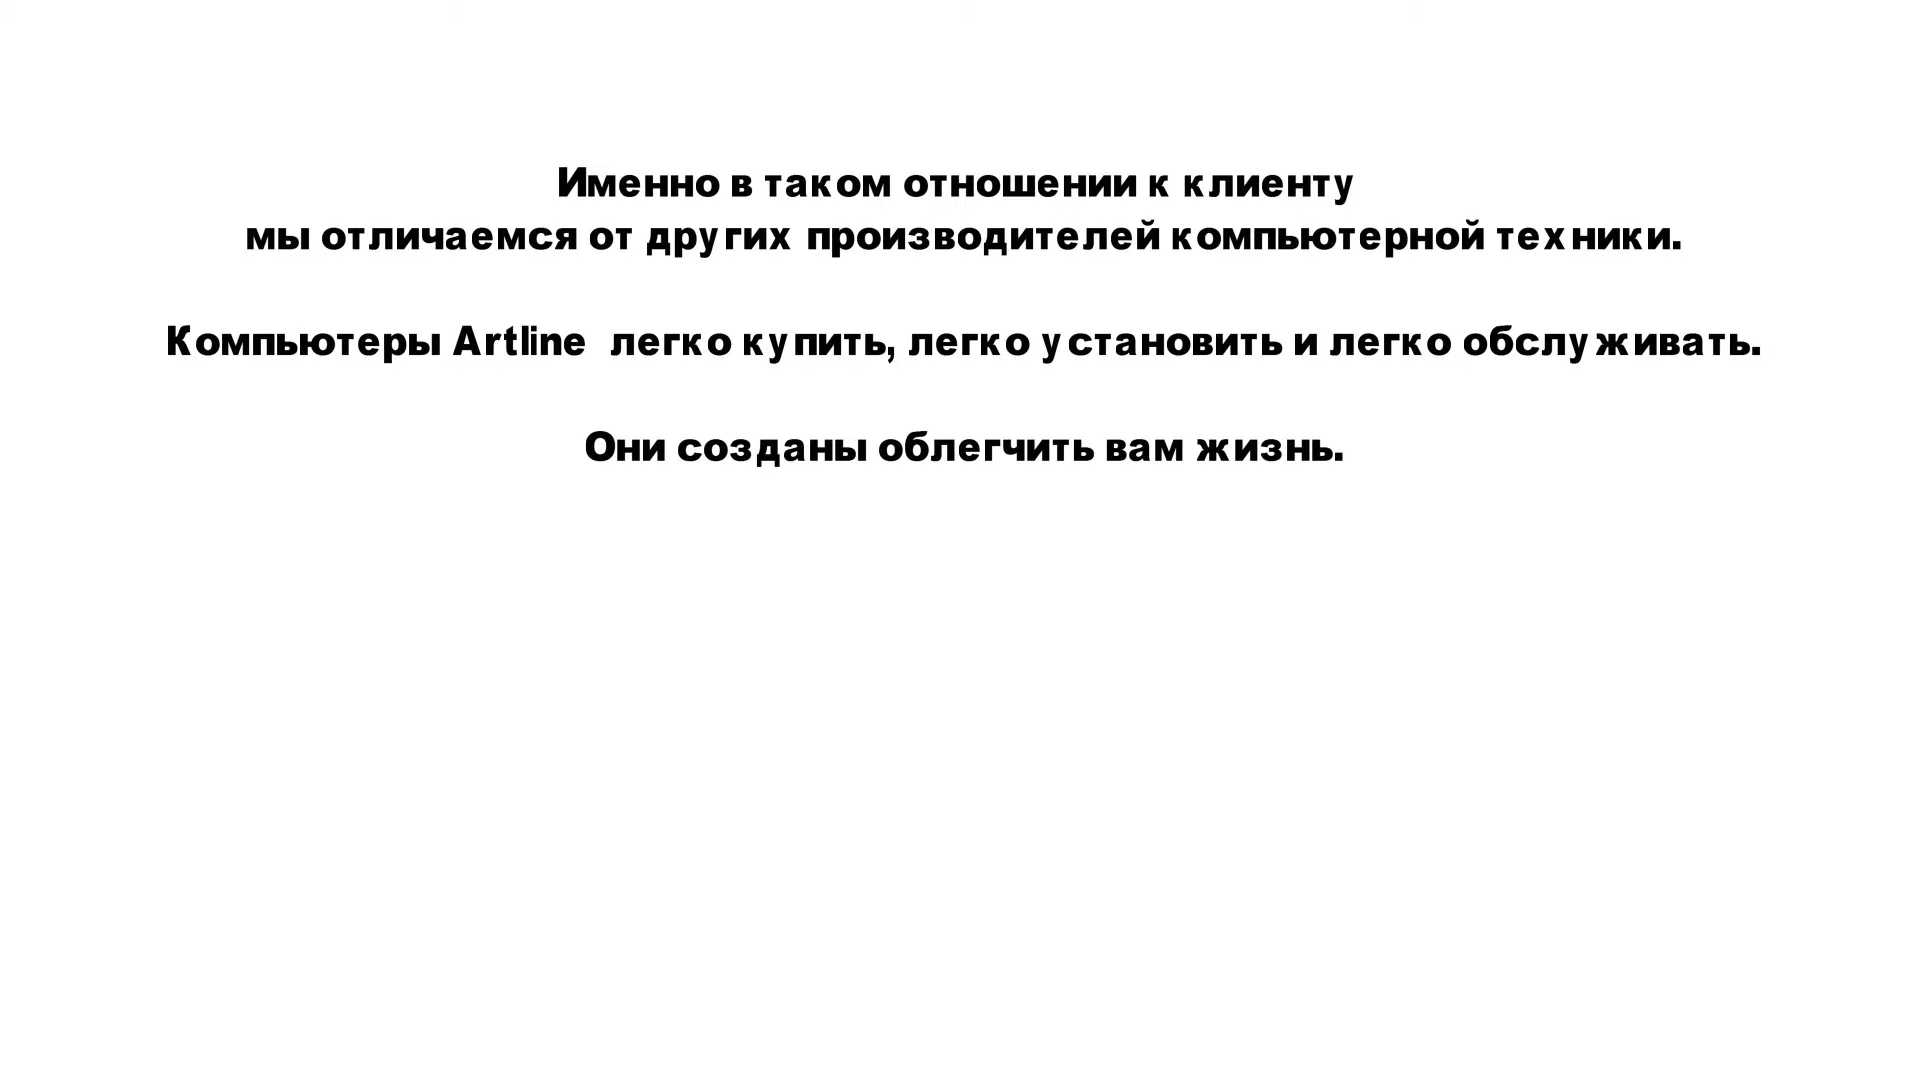 Именно в таком отношении к клиенту
мы отличаемся от других производителей компьютерной техники.
Компьютеры Artline легко купить, легко установить и легко обслуживать.
Они созданы облегчить вам жизнь.